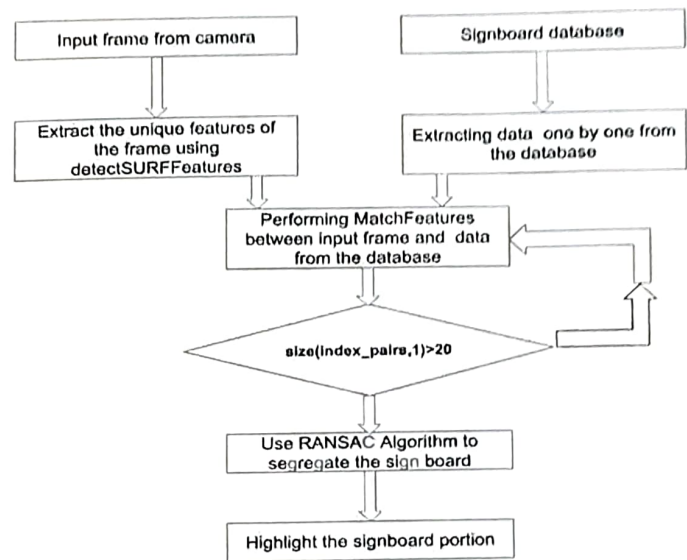 Input frame from camera
Signboard database
Extract the unique features of
the frame using
detectSURFFeatures
Extracting data one by one from
the database
Performing MatchFeatures
between input frame and data
from the database
size(index_pairs,1)>20
Use RANSAC Algorithm to
segregate the sign board
Highlight the signboard portion